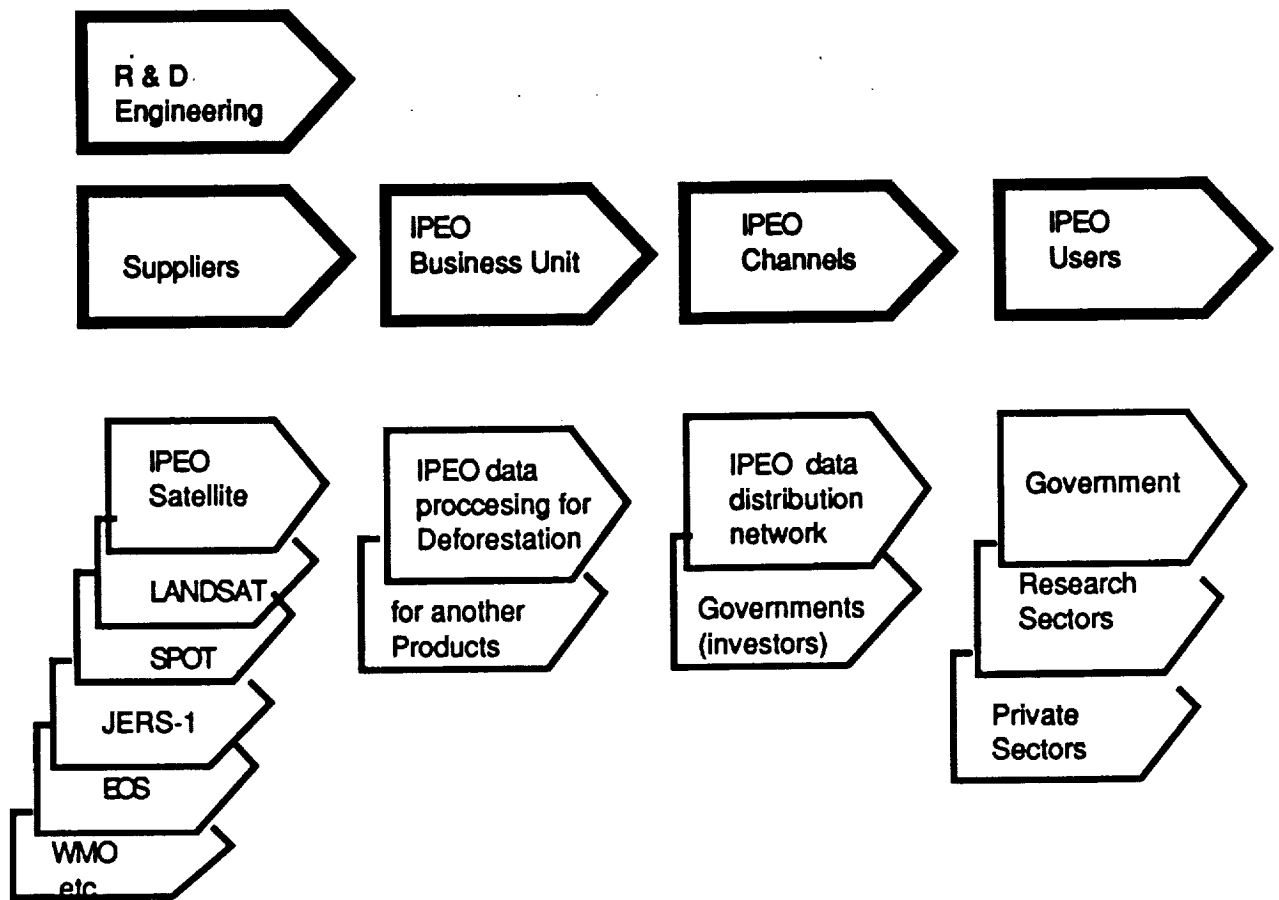 R & D
Engineering
Suppliers
IPEO
Business Unit
IPEO
Channels
IPEO
Users
IPEO
Satellite
LANDSAT
SPOT
JERS-1
EOS
WMO
etc
IPEO data
proccesing for
Deforestation
for another
Products
IPEO data
distribution
network
Governments
(investors)
Government
Research
Sectors
Private
Sectors